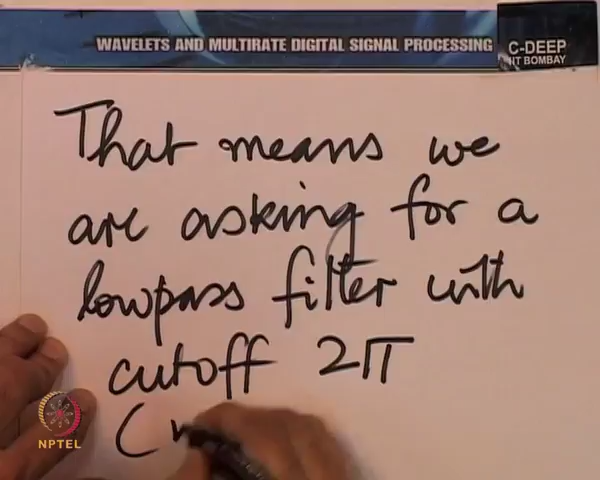 WAVELETS AND MULTIRATE DIGITAL SIGNAL PROCESSING
C-DEEP
IIT BOMBAY
That means we
are asking for a
lowpass filter with
cutoff 2π
(
NPTEL